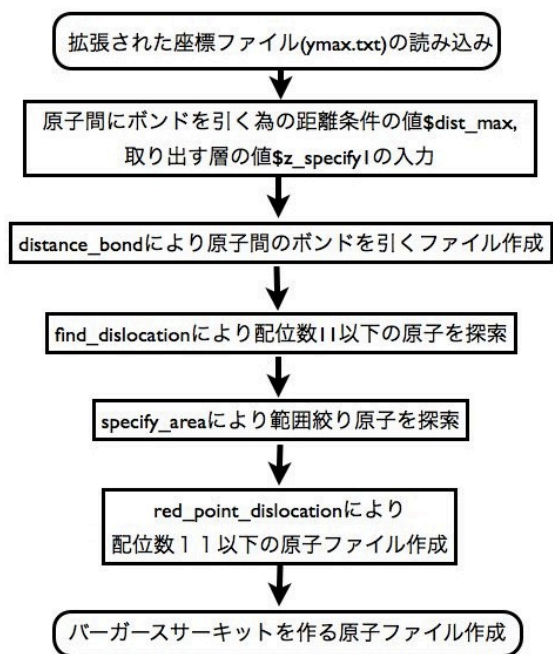 拡張された座標ファイル(ymax.txt)の読み込み
原子間にボンドを引く為の距離条件の値$dist_max,
取り出す層の値$z_specify1の入力
distance_bondにより原子間のボンドを引くファイル作成
find_dislocationにより配位数11以下の原子を探索
specify_areaにより範囲絞り原子を探索
red_point_dislocationにより
配位数１１以下の原子ファイル作成
バーガースサーキットを作る原子ファイル作成